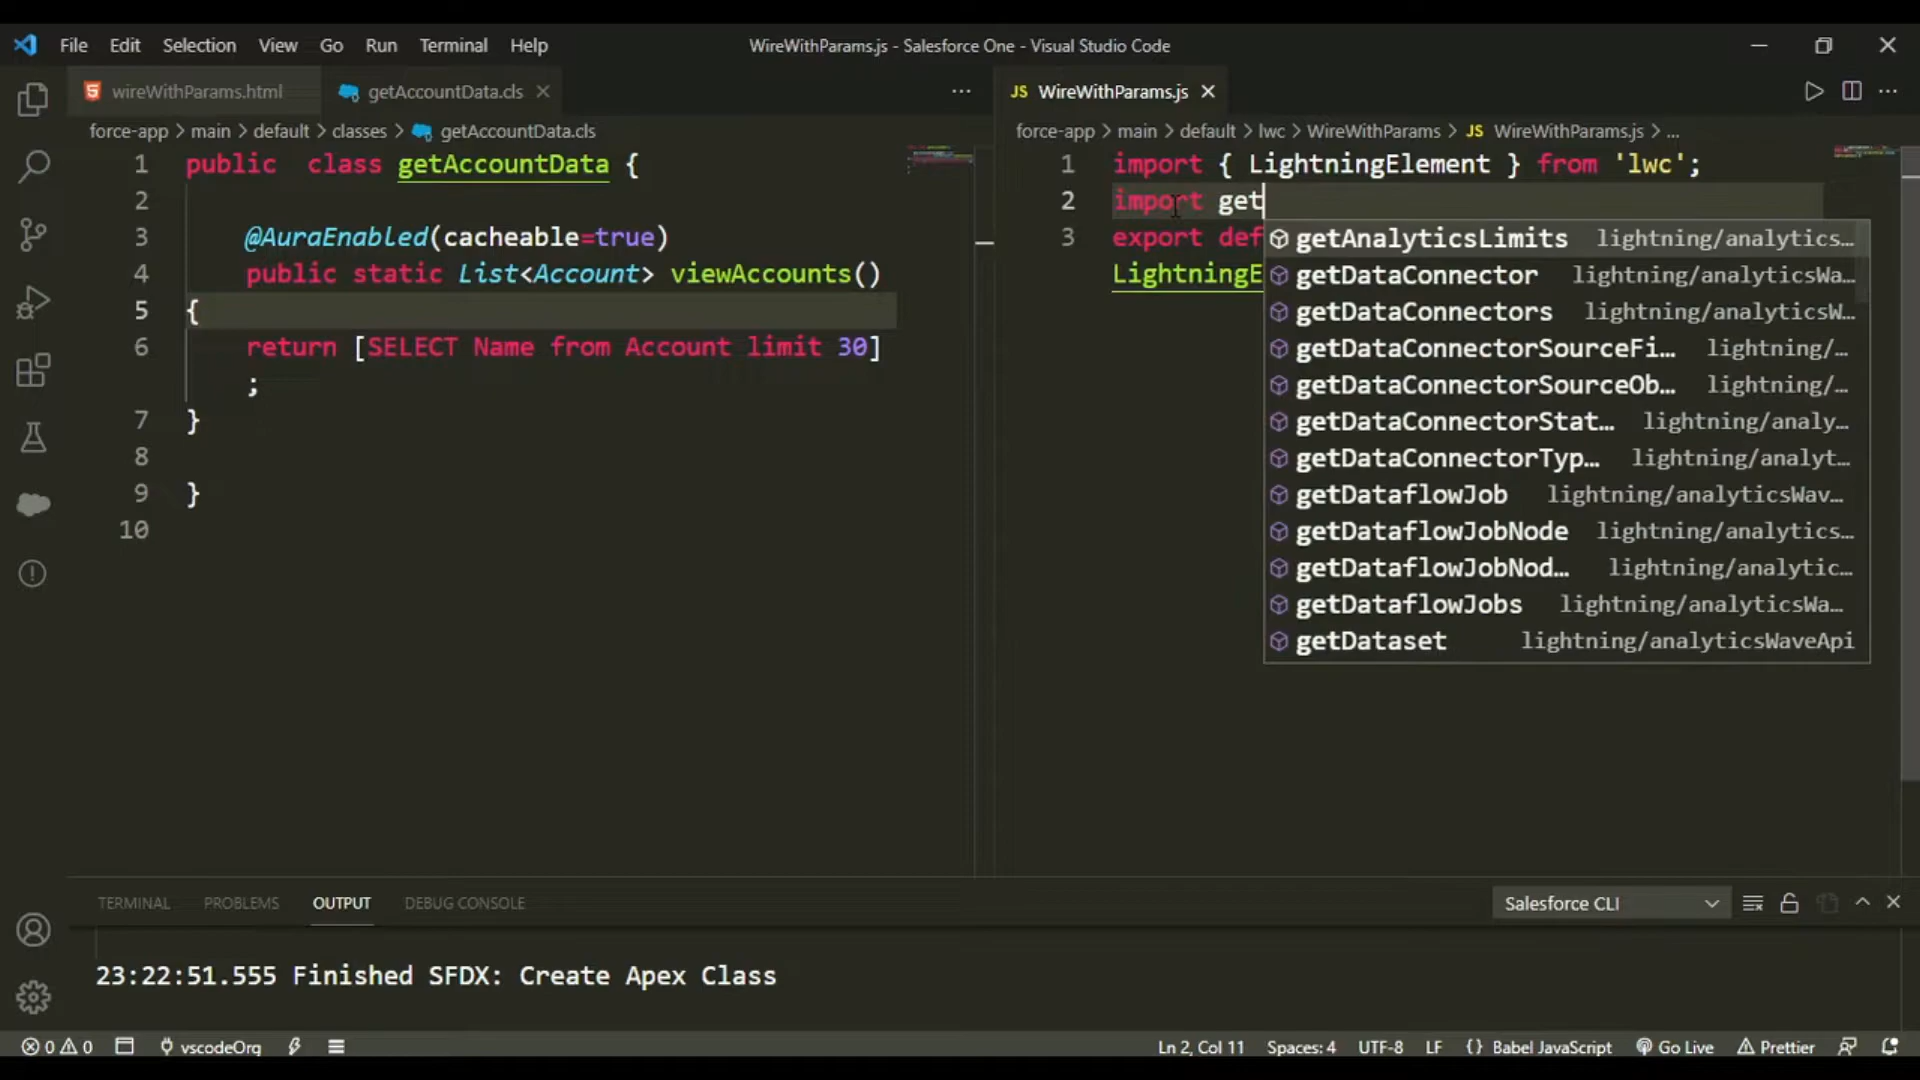 File Edit Selection View Go Run Terminal Help
WireWithParams.js - Salesforce One - Visual Studio Code
wireWithParams.html
getAccountData.cls
force-app > main > default > classes > getAccountData.cls
1 public  class getAccountData {
2
3 @AuraEnabled(cacheable=true)
4 public static List<Account> viewAccounts()
5 {
6 return [SELECT Name from Account limit 30]
;
7 }
8
9 }
10
JS WireWithParams.js
force-app > main > default > lwc > WireWithParams > JS WireWithParams.js > ...
1 import { LightningElement } from 'lwc';
2 import get
3 export def
LightningE
getAnalyticsLimits lightning/analytics…
getDataConnector lightning/analyticsWa…
getDataConnectors lightning/analyticsW…
getDataConnectorSourceFi… lightning/…
getDataConnectorSourceOb… lightning/…
getDataConnectorStat… lightning/analy…
getDataConnectorTyp… lightning/analyt…
getDataflowJob lightning/analyticsWav…
getDataflowJobNode lightning/analytics…
getDataflowJobNod… lightning/analytic…
getDataflowJobs lightning/analyticsWa…
getDataset lightning/analyticsWaveApi
TERMINAL PROBLEMS OUTPUT DEBUG CONSOLE
Salesforce CLI
23:22:51.555 Finished SFDX: Create Apex Class
0 0 vscodeOrg
Ln 2, Col 11 Spaces: 4 UTF-8 LF {} Babel JavaScript Go Live Prettier